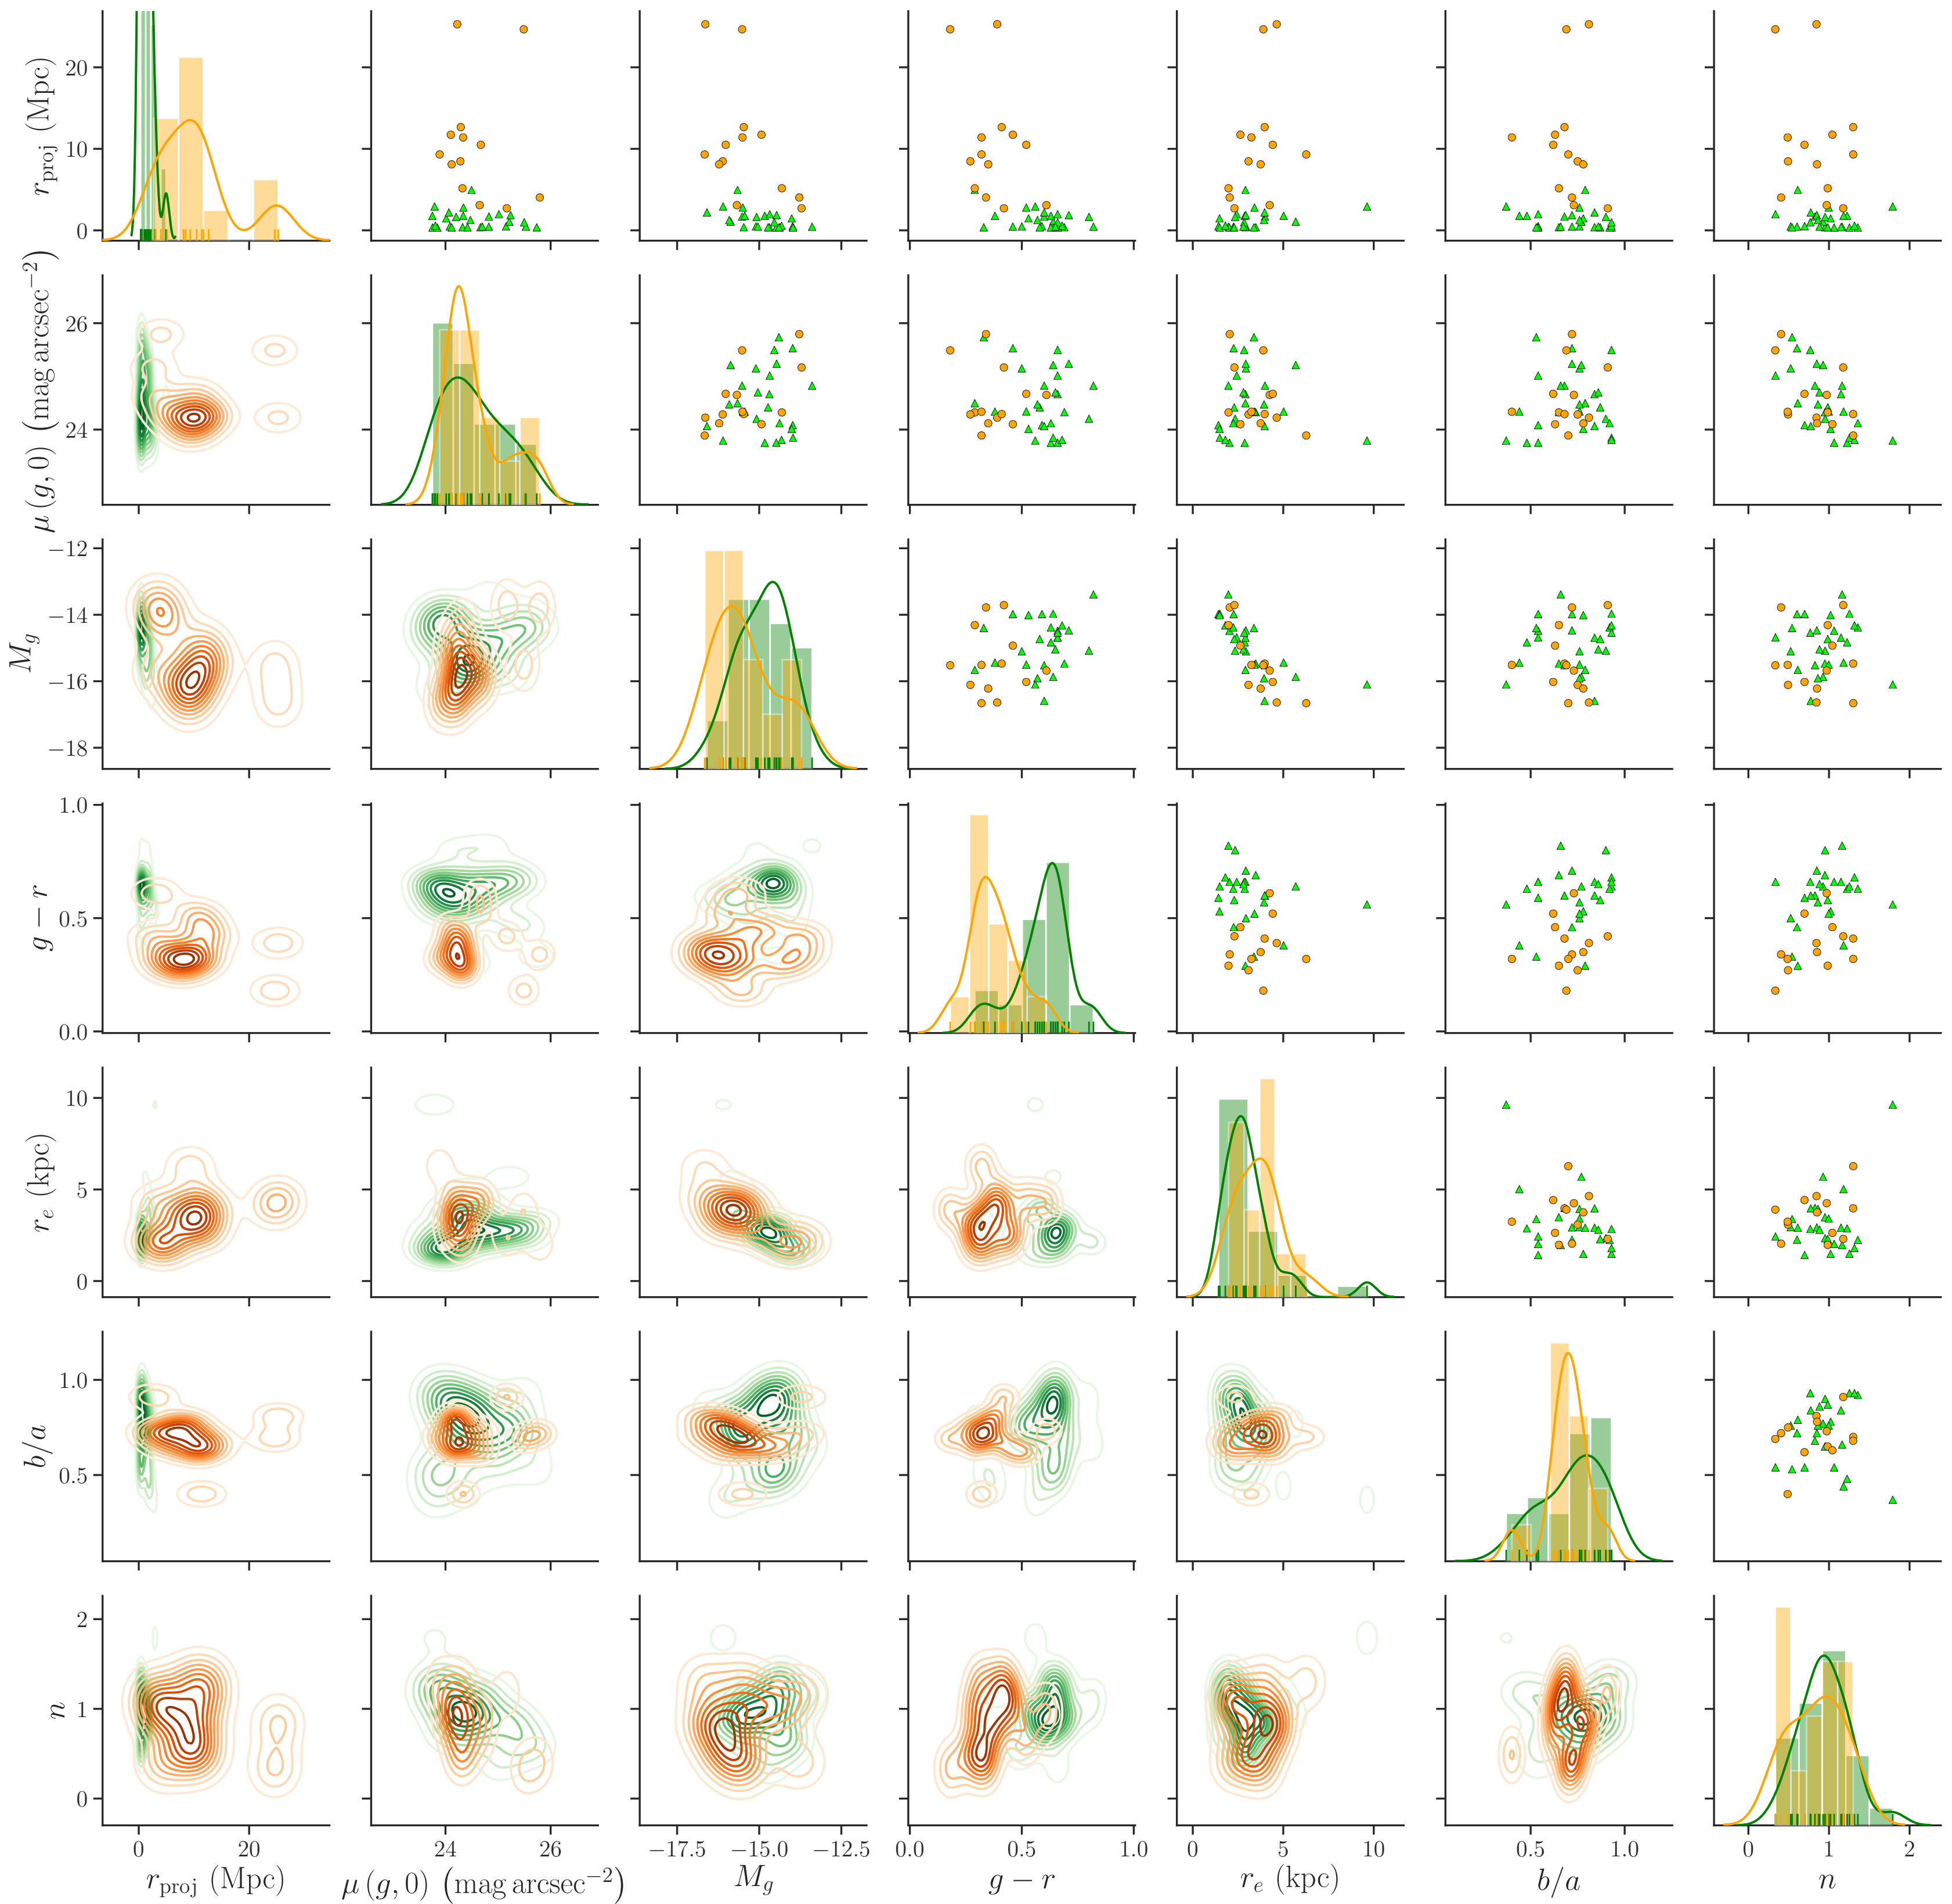 r_proj (Mpc)
20
10
0
μ (g, 0) (mag arcsec⁻²)
26
24
M_g
−12
−14
−16
−18
g − r
1.0
0.5
0.0
r_e (kpc)
10
5
0
b/a
1.0
0.5
n
2
1
0
0 20 24 26 −17.5 −15.0 −12.5 0.0 0.5 1.0 0 5 10 0.5 1.0 0 1 2
r_proj (Mpc) μ (g, 0) (mag arcsec⁻²) M_g g − r r_e (kpc) b/a n